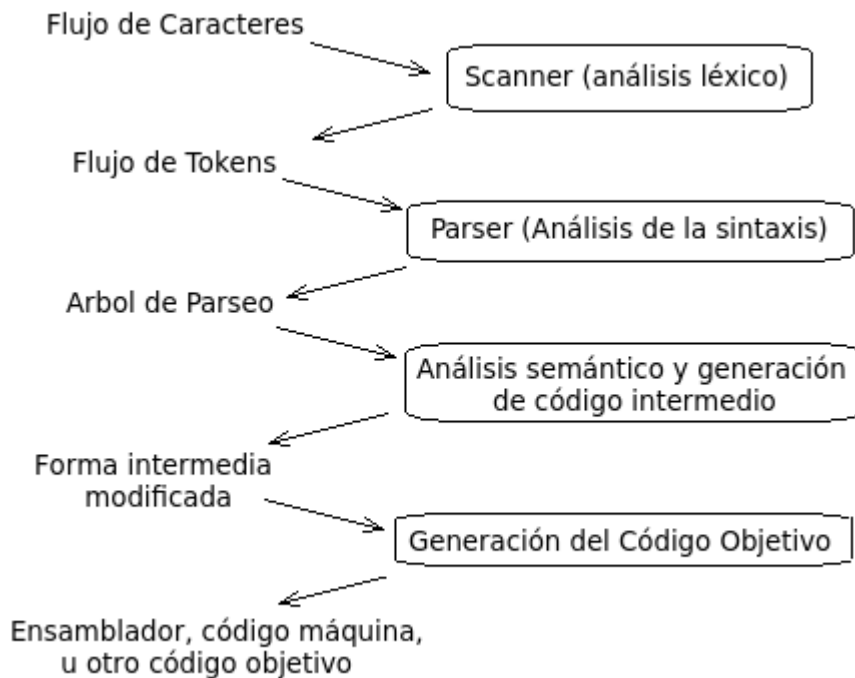 Flujo de Caracteres
Scanner (análisis léxico)
Flujo de Tokens
Parser (Análisis de la sintaxis)
Arbol de Parseo
Análisis semántico y generación
de código intermedio
Forma intermedia
modificada
Generación del Código Objetivo
Ensamblador, código máquina,
u otro código objetivo